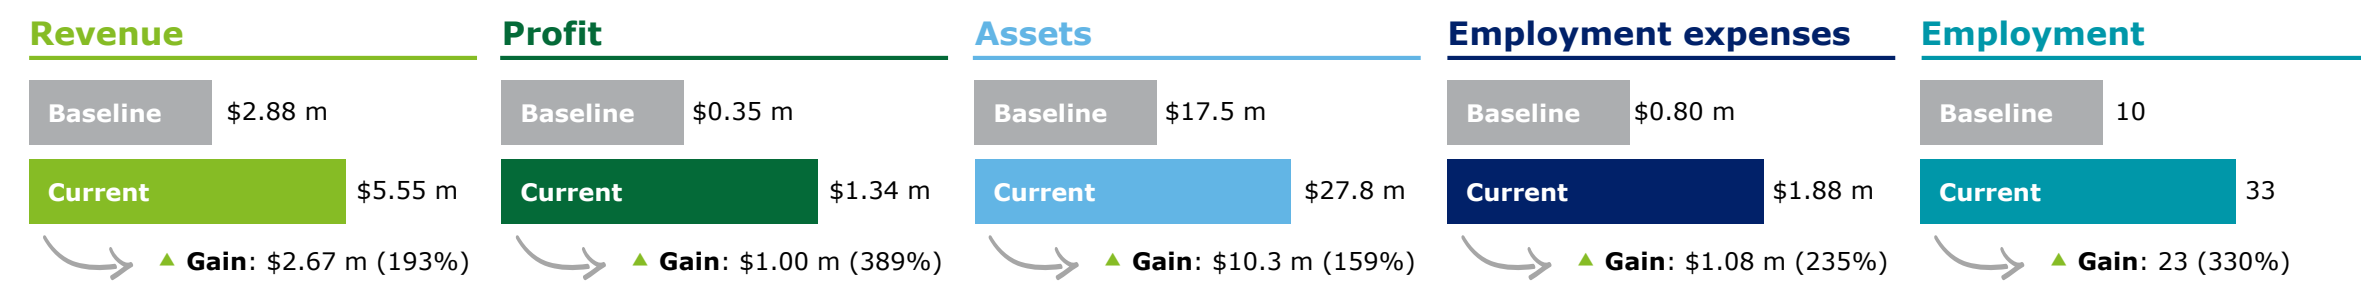 Revenue
Baseline $2.88 m
Current $5.55 m
▲ Gain: $2.67 m (193%)
Profit
Baseline $0.35 m
Current $1.34 m
▲ Gain: $1.00 m (389%)
Assets
Baseline $17.5 m
Current $27.8 m
▲ Gain: $10.3 m (159%)
Employment expenses
Baseline $0.80 m
Current $1.88 m
▲ Gain: $1.08 m (235%)
Employment
Baseline 10
Current 33
▲ Gain: 23 (330%)